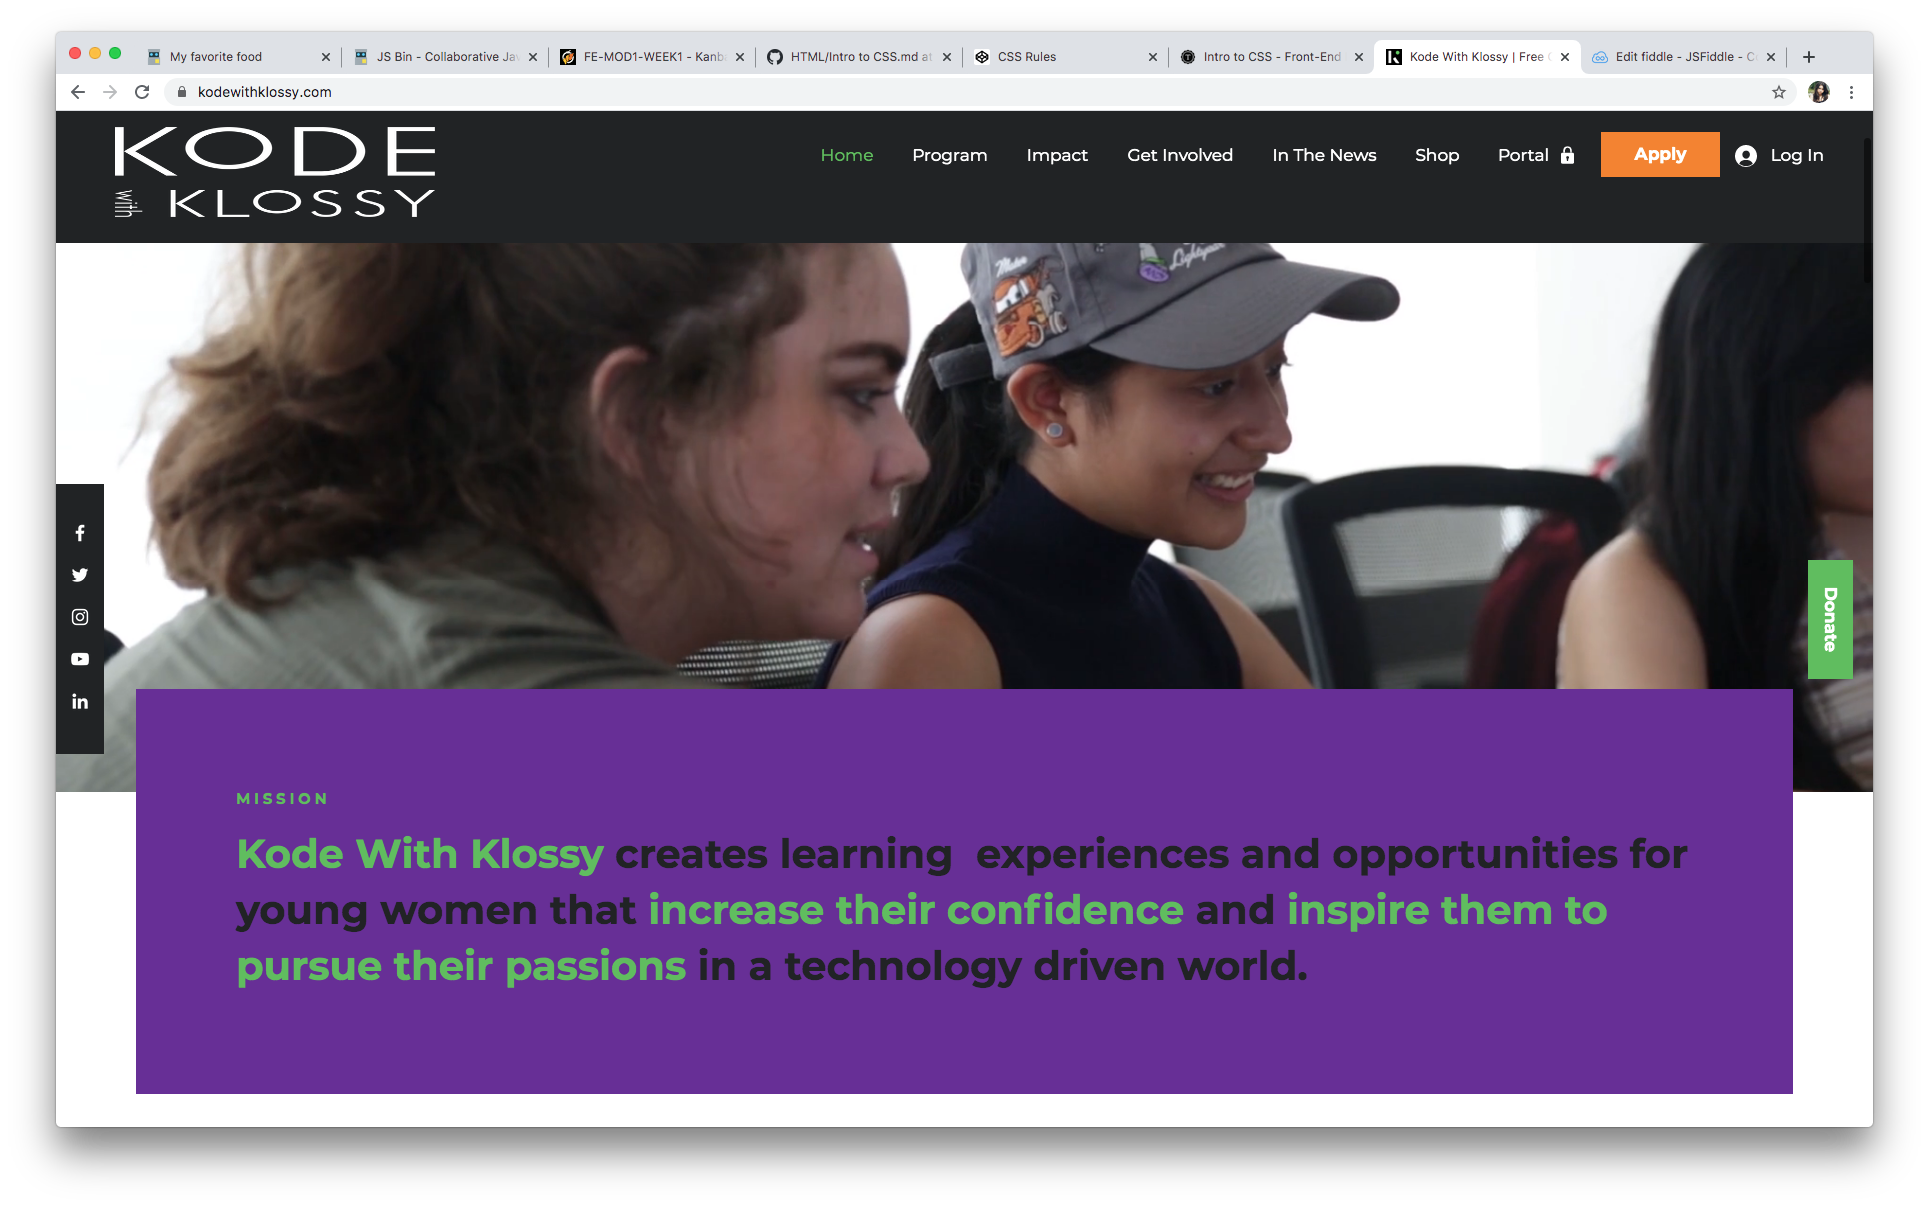 My favorite food
JS Bin - Collaborative Ja
FE-MOD1-WEEK1 - Kanb
HTML/Intro to CSS.md at
CSS Rules
Intro to CSS - Front-End
Kode With Klossy | Free
Edit fiddle - JSFiddle - C
kodewithklossy.com
KODE
with KLOSSY
Home Program Impact Get Involved In The News Shop Portal Apply Log In
Mater
Lightyear
Donate
MISSION
Kode With Klossy creates learning experiences and opportunities for
young women that increase their confidence and inspire them to
pursue their passions in a technology driven world.